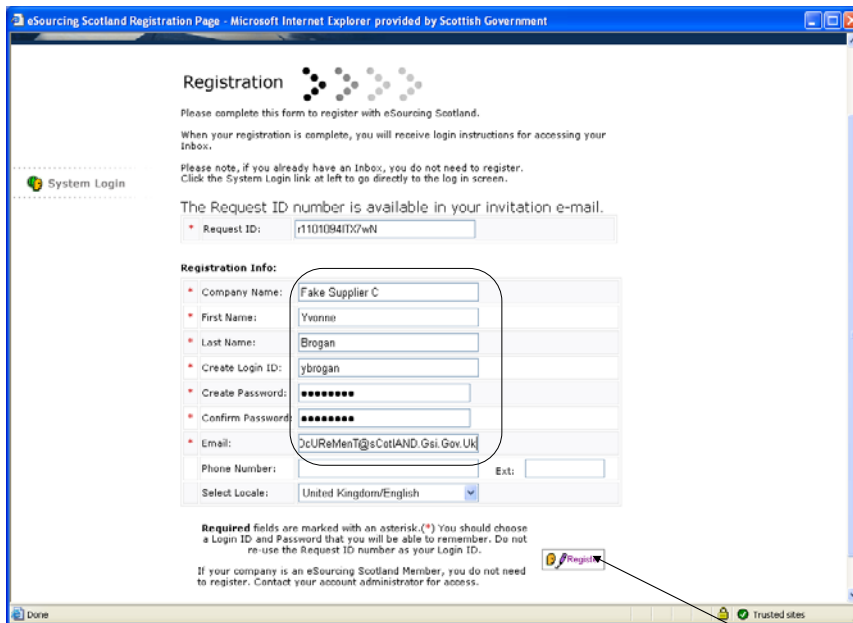 eSourcing Scotland Registration Page - Microsoft Internet Explorer provided by Scottish Government
Registration
Please complete this form to register with eSourcing Scotland.
When your registration is complete, you will receive login instructions for accessing your
Inbox.
Please note, if you already have an Inbox, you do not need to register.
Click the System Login link at left to go directly to the log in screen.
System Login
The Request ID number is available in your invitation e-mail.
* Request ID: r1101094ITX7wN
Registration Info:
* Company Name: Fake Supplier C
* First Name: Yvonne
* Last Name: Brogan
* Create Login ID: ybrogan
* Create Password: ●●●●●●●●
* Confirm Password: ●●●●●●●●
* Email: OcUReMenT@sCotlAND.Gsi.Gov.Uk
Phone Number: Ext:
Select Locale: United Kingdom/English
Required fields are marked with an asterisk.(*) You should choose
a Login ID and Password that you will be able to remember. Do not
re-use the Request ID number as your Login ID.
Register
If your company is an eSourcing Scotland Member, you do not need
to register. Contact your account administrator for access.
Done Trusted sites